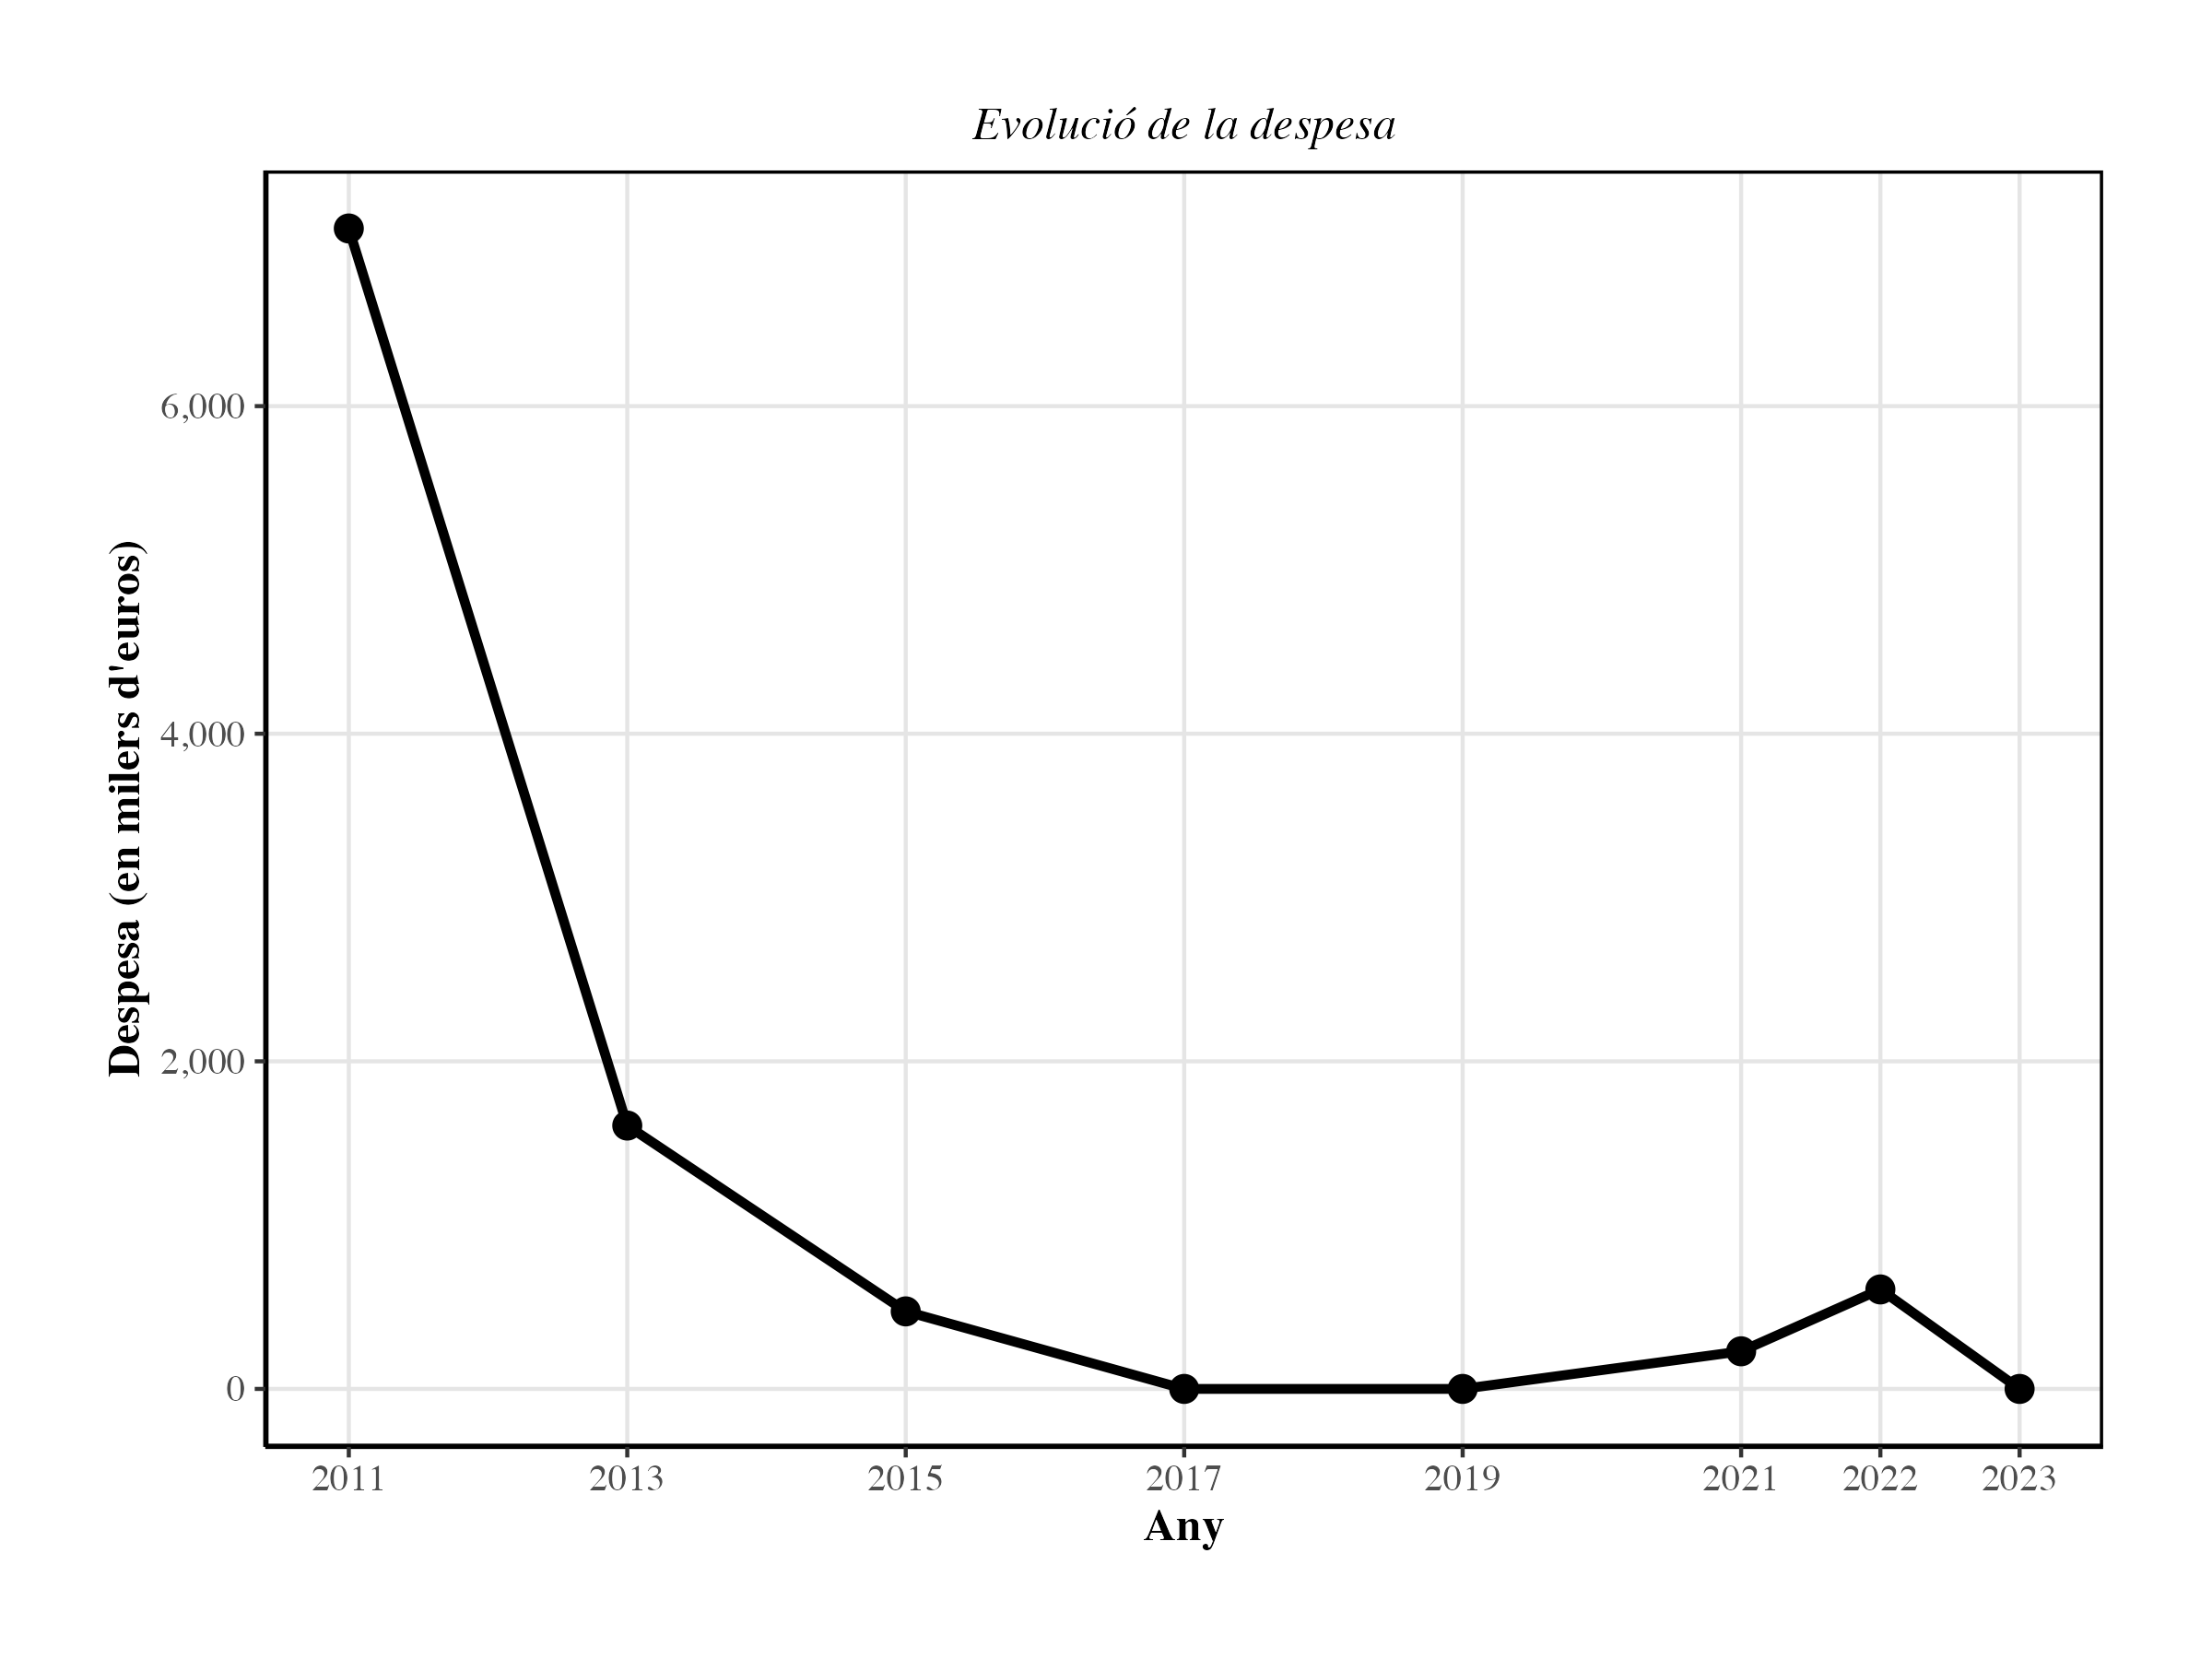 Evolució de la despesa
Despesa (en milers d'euros)
6,000
4,000
2,000
0
2011 2013 2015 2017 2019 2021 2022 2023
Any